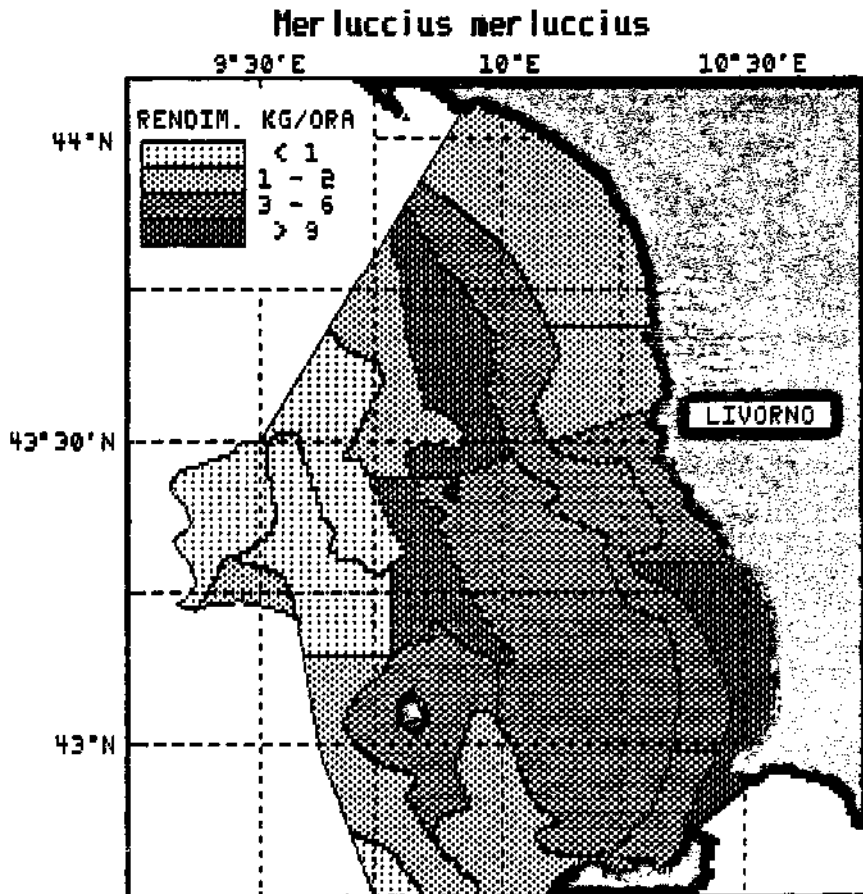 Merluccius merluccius
9°30'E 10°E 10°30'E
RENDIM. KG/ORA
< 1
1 - 2
3 - 6
> 9
44°N
LIVORNO
43°30'N
43°N